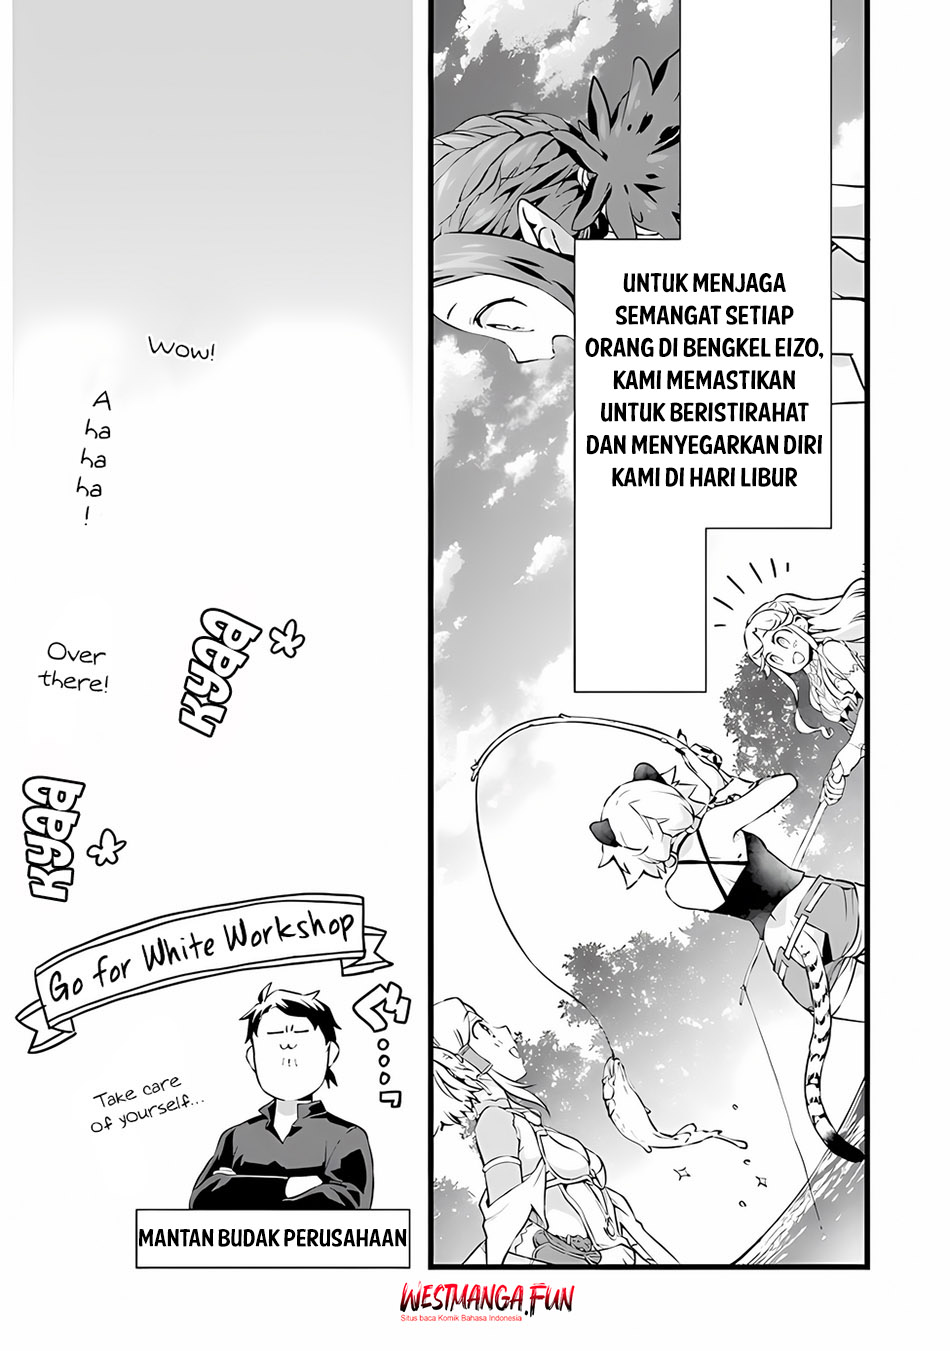 UNTUK MENJAGA
SEMANGAT SETIAP
ORANG DI BENGKEL EIZO,
KAMI MEMASTIKAN
UNTUK BERISTIRAHAT
DAN MENYEGARKAN DIRI
KAMI DI HARI LIBUR
Wow!
A
ha
ha
ha
!
Kyaa
Over
there!
Kyaa
Go for White Workshop
Take care
of yourself...
MANTAN BUDAK PERUSAHAAN
WESTMANGA.FUN
Situs baca Komik Bahasa Indonesia